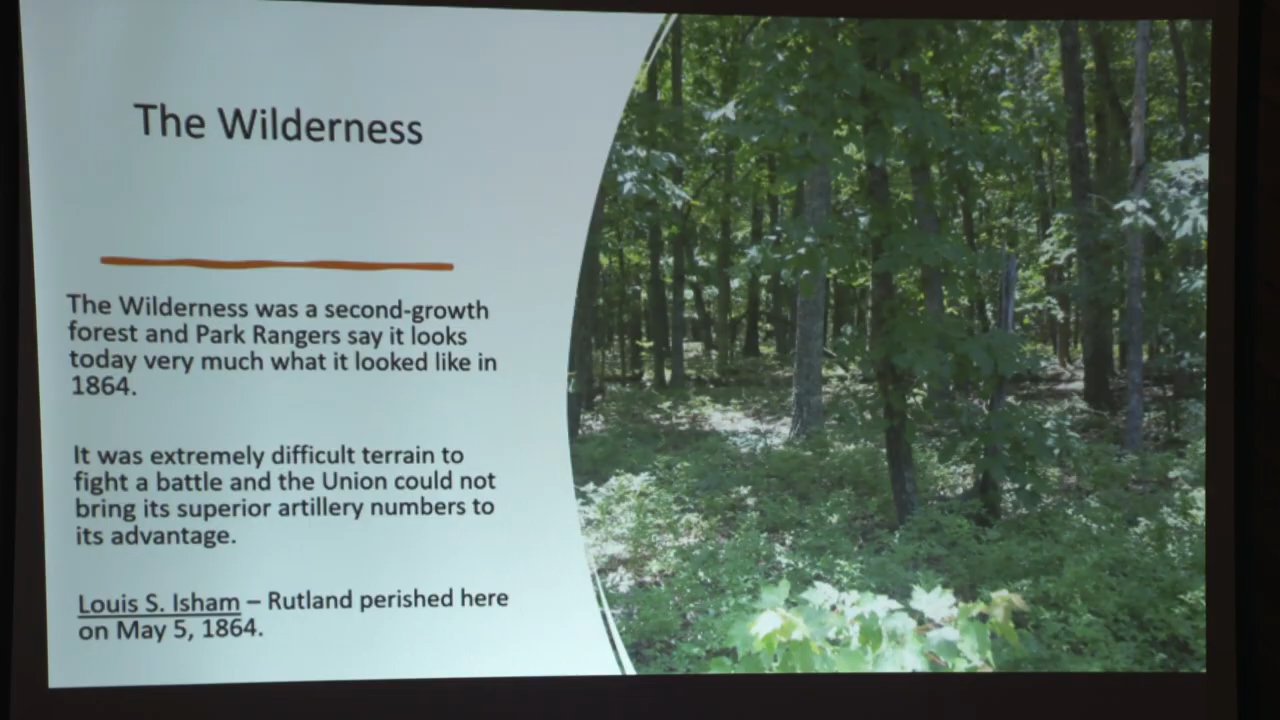 The Wilderness
The Wilderness was a second-growth
forest and Park Rangers say it looks
today very much what it looked like in
1864.
It was extremely difficult terrain to
fight a battle and the Union could not
bring its superior artillery numbers to
its advantage.
Louis S. Isham – Rutland perished here
on May 5, 1864.